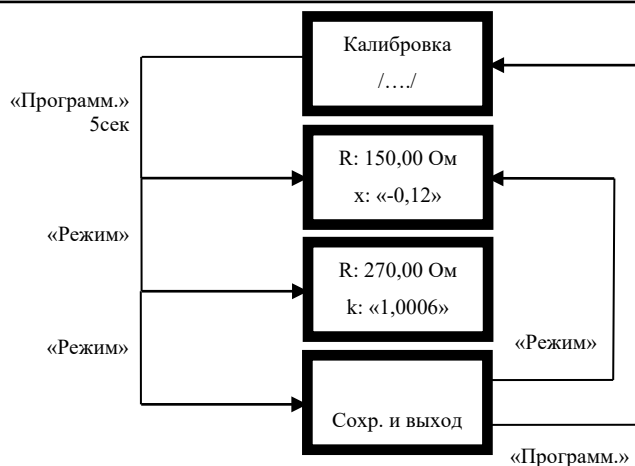 Калибровка
/…./
«Программ.»
5сек
R: 150,00 Ом
x: «-0,12»
«Режим»
R: 270,00 Ом
k: «1,0006»
«Режим»
«Режим»
Сохр. и выход
«Программ.»